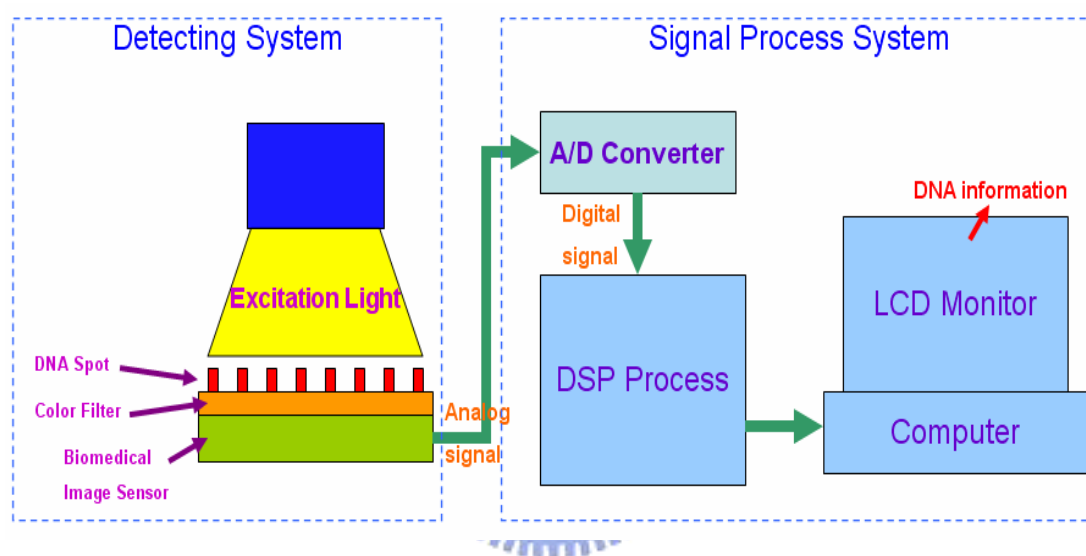 Detecting System
Excitation Light
DNA Spot
Color Filter
Biomedical
Image Sensor
Analog
signal
Signal Process System
A/D Converter
Digital
signal
DSP Process
DNA information
LCD Monitor
Computer